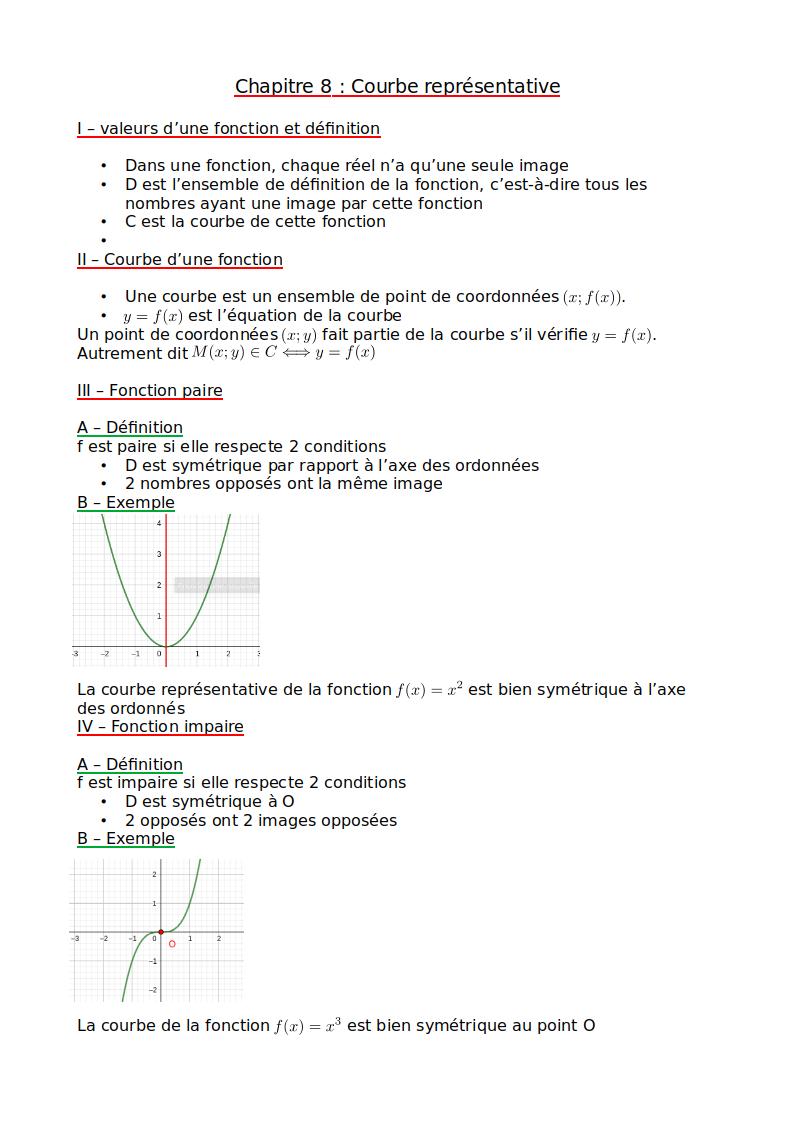 Chapitre 8 : Courbe représentative
I – valeurs d’une fonction et définition
• Dans une fonction, chaque réel n’a qu’une seule image
• D est l’ensemble de définition de la fonction, c’est-à-dire tous les
nombres ayant une image par cette fonction
• C est la courbe de cette fonction
•
II – Courbe d’une fonction
• Une courbe est un ensemble de point de coordonnées (x; f(x)).
• y = f(x) est l’équation de la courbe
Un point de coordonnées (x; y) fait partie de la courbe s’il vérifie y = f(x).
Autrement dit M(x; y) ∈ C ⟺ y = f(x)
III – Fonction paire
A – Définition
f est paire si elle respecte 2 conditions
• D est symétrique par rapport à l’axe des ordonnées
• 2 nombres opposés ont la même image
B – Exemple
4
3
2
1
-3 -2 -1 0 1 2 3
La courbe représentative de la fonction f(x) = x² est bien symétrique à l’axe
des ordonnés
IV – Fonction impaire
A – Définition
f est impaire si elle respecte 2 conditions
• D est symétrique à O
• 2 opposés ont 2 images opposées
B – Exemple
2
1
-3 -2 -1 0 1 2
O
-1
-2
La courbe de la fonction f(x) = x³ est bien symétrique au point O